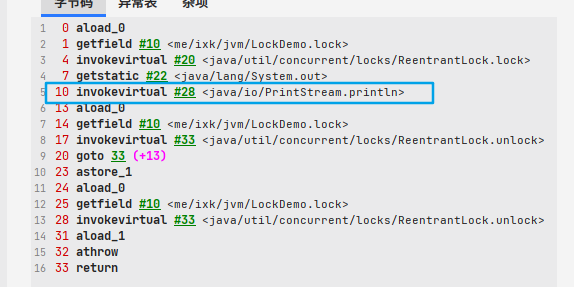 字节码 异常表 杂项
1 0 aload_0
2 1 getfield #10 <me/ixk/jvm/LockDemo.lock>
3 4 invokevirtual #20 <java/util/concurrent/locks/ReentrantLock.lock>
4 7 getstatic #22 <java/lang/System.out>
5 10 invokevirtual #28 <java/io/PrintStream.println>
6 13 aload_0
7 14 getfield #10 <me/ixk/jvm/LockDemo.lock>
8 17 invokevirtual #33 <java/util/concurrent/locks/ReentrantLock.unlock>
9 20 goto 33 (+13)
10 23 astore_1
11 24 aload_0
12 25 getfield #10 <me/ixk/jvm/LockDemo.lock>
13 28 invokevirtual #33 <java/util/concurrent/locks/ReentrantLock.unlock>
14 31 aload_1
15 32 athrow
16 33 return